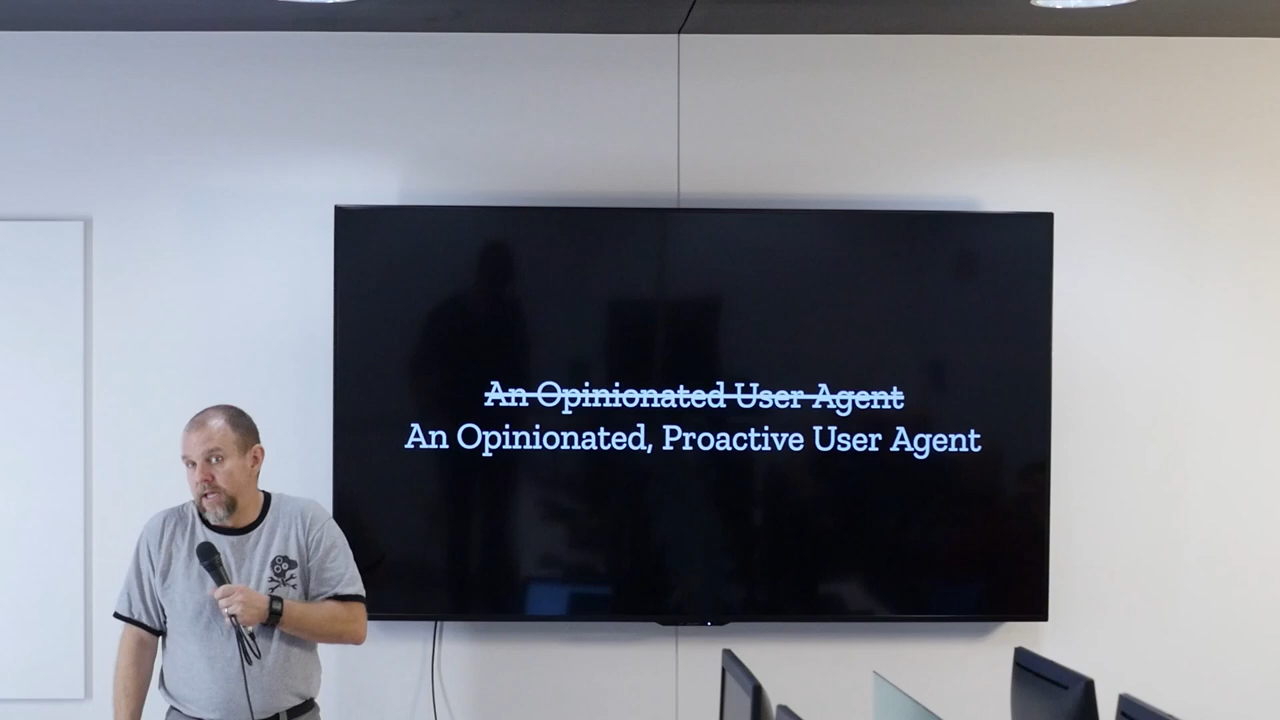 An Opinionated User Agent
An Opinionated, Proactive User Agent